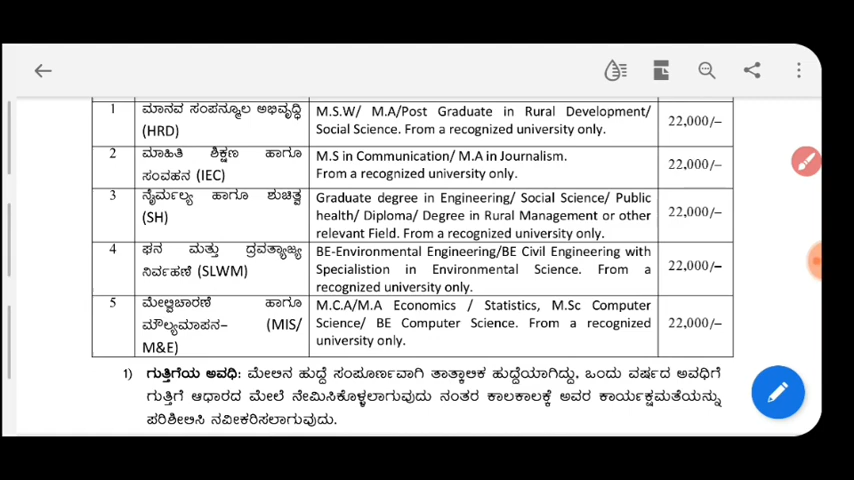 1 ಮಾನವ ಸಂಪನ್ಮೂಲ ಅಭಿವೃದ್ಧಿ M.S.W/ M.A/Post Graduate in Rural Development/ 22,000/–
(HRD) Social Science. From a recognized university only.
2 ಮಾಹಿತಿ ಶಿಕ್ಷಣ ಹಾಗೂ M.S in Communication/ M.A in Journalism. 22,000/–
ಸಂವಹನ (IEC) From a recognized university only.
3 ನೈರ್ಮಲ್ಯ ಹಾಗೂ ಶುಚಿತ್ವ Graduate degree in Engineering/ Social Science/ Public
(SH) health/ Diploma/ Degree in Rural Management or other 22,000/–
relevant Field. From a recognized university only.
4 ಘನ ಮತ್ತು ದ್ರವತ್ಯಾಜ್ಯ BE-Environmental Engineering/BE Civil Engineering with
ನಿರ್ವಹಣೆ (SLWM) Specialistion in Environmental Science. From a 22,000/–
recognized university only.
5 ಮೇಲ್ವಿಚಾರಣೆ ಹಾಗೂ M.C.A/M.A Economics / Statistics, M.Sc Computer
ಮೌಲ್ಯಮಾಪನ– (MIS/ Science/ BE Computer Science. From a recognized 22,000/–
M&E) university only.
1) ಗುತ್ತಿಗೆಯ ಅವಧಿ: ಮೇಲಿನ ಹುದ್ದೆ ಸಂಪೂರ್ಣವಾಗಿ ತಾತ್ಕಾಲಿಕ ಹುದ್ದೆಯಾಗಿದ್ದು, ಒಂದು ವರ್ಷದ ಅವಧಿಗೆ
ಗುತ್ತಿಗೆ ಆಧಾರದ ಮೇಲೆ ನೇಮಿಸಿಕೊಳ್ಳಲಾಗುವುದು ನಂತರ ಕಾಲಕಾಲಕ್ಕೆ ಅವರ ಕಾರ್ಯಕ್ಷಮತೆಯನ್ನು
ಪರಿಶೀಲಿಸಿ ನವೀಕರಿಸಲಾಗುವುದು.